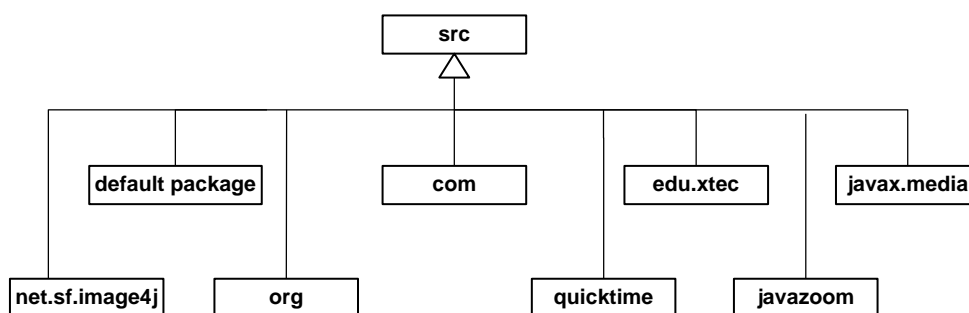 src
default package
com
edu.xtec
javax.media
net.sf.image4j
org
quicktime
javazoom